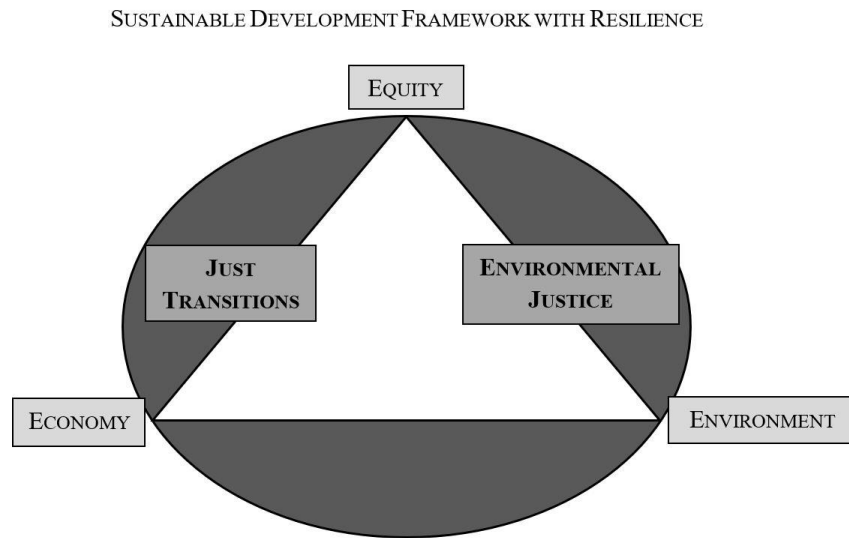 Sustainable Development Framework with Resilience
Equity
Just
Transitions
Environmental
Justice
Economy
Environment